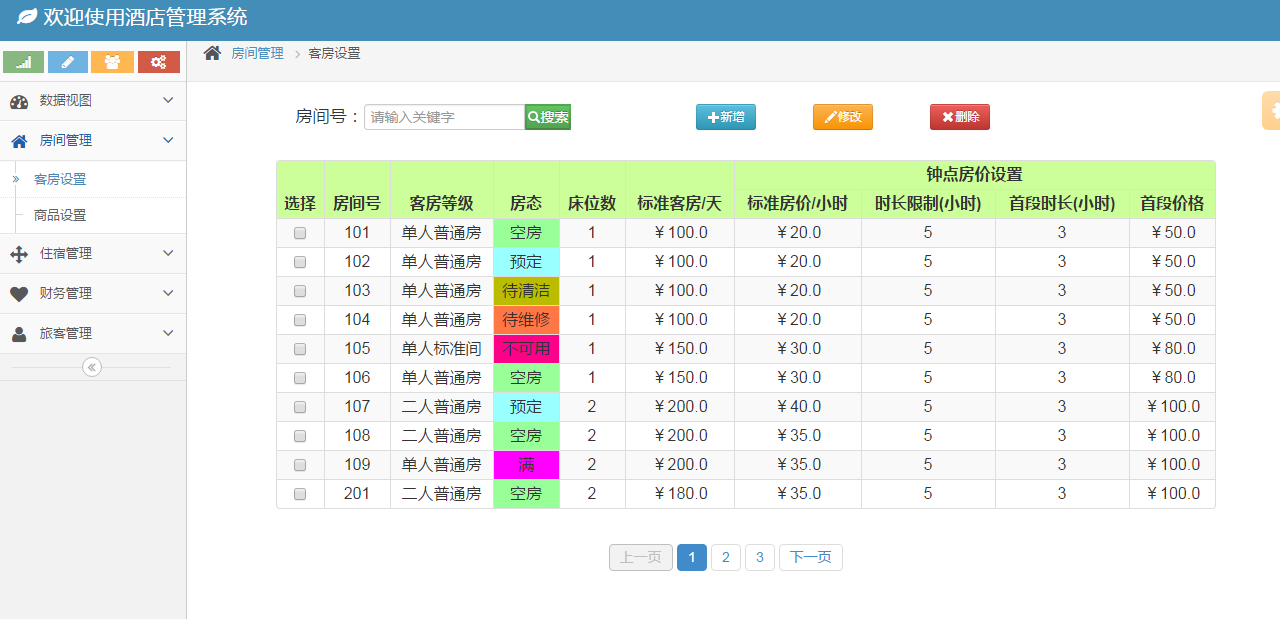 欢迎使用酒店管理系统
房间管理 客房设置
数据视图
房间管理
» 客房设置
商品设置
住宿管理
财务管理
旅客管理
«
房间号： 请输入关键字 搜索 新增 修改 删除
钟点房价设置
选择 房间号 客房等级 房态 床位数 标准客房/天 标准房价/小时 时长限制(小时) 首段时长(小时) 首段价格
101 单人普通房 空房 1 ￥100.0 ￥20.0 5 3 ￥50.0
102 单人普通房 预定 1 ￥100.0 ￥20.0 5 3 ￥50.0
103 单人普通房 待清洁 1 ￥100.0 ￥20.0 5 3 ￥50.0
104 单人普通房 待维修 1 ￥100.0 ￥20.0 5 3 ￥50.0
105 单人标准间 不可用 1 ￥150.0 ￥30.0 5 3 ￥80.0
106 单人普通房 空房 1 ￥150.0 ￥30.0 5 3 ￥80.0
107 二人普通房 预定 2 ￥200.0 ￥40.0 5 3 ￥100.0
108 二人普通房 空房 2 ￥200.0 ￥35.0 5 3 ￥100.0
109 单人普通房 满 2 ￥200.0 ￥35.0 5 3 ￥100.0
201 二人普通房 空房 2 ￥180.0 ￥35.0 5 3 ￥100.0
上一页 1 2 3 下一页